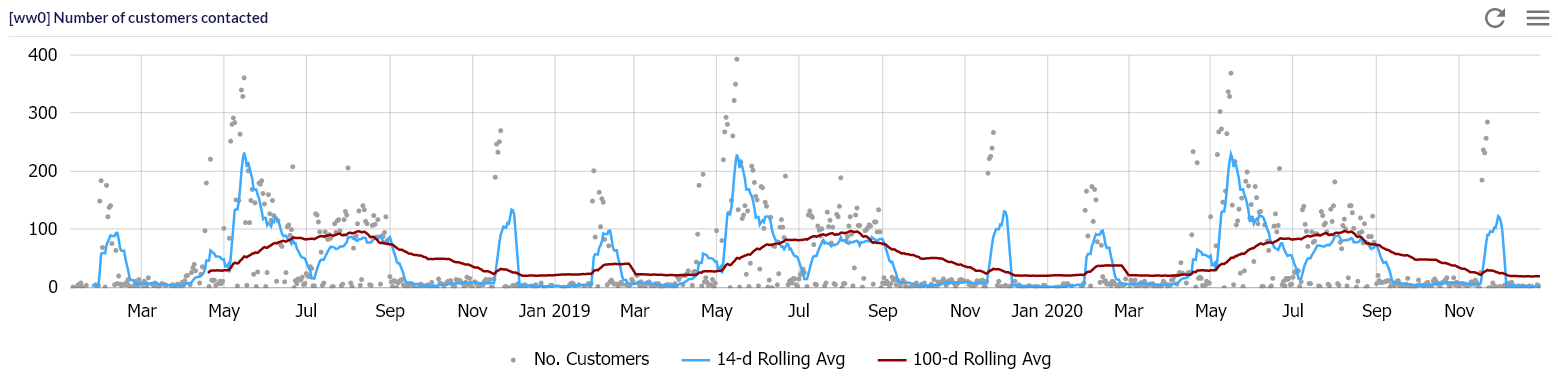 [ww0] Number of customers contacted
400
300
200
100
0
Mar May Jul Sep Nov Jan 2019 Mar May Jul Sep Nov Jan 2020 Mar May Jul Sep Nov
No. Customers 14-d Rolling Avg 100-d Rolling Avg